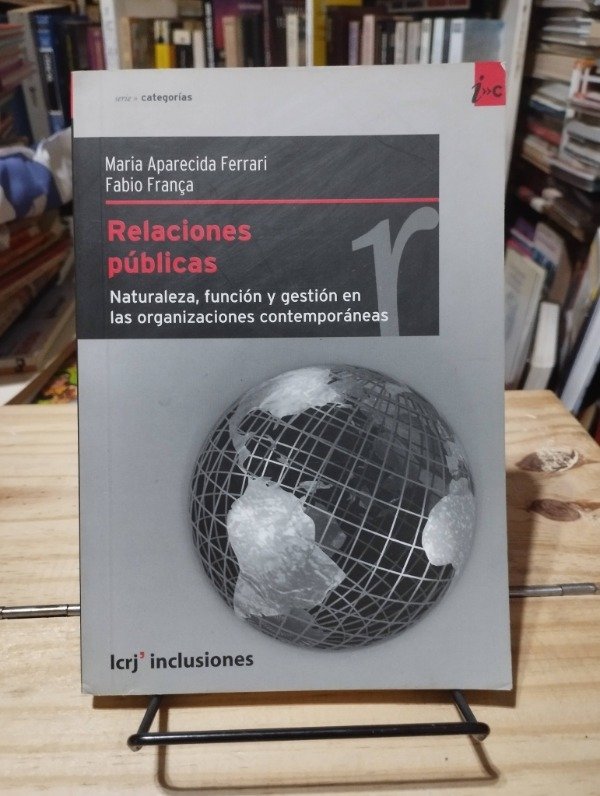 serie » categorías
i»c
Maria Aparecida Ferrari
Fabio França
Relaciones
públicas
r
Naturaleza, función y gestión en
las organizaciones contemporáneas
lcrj' inclusiones